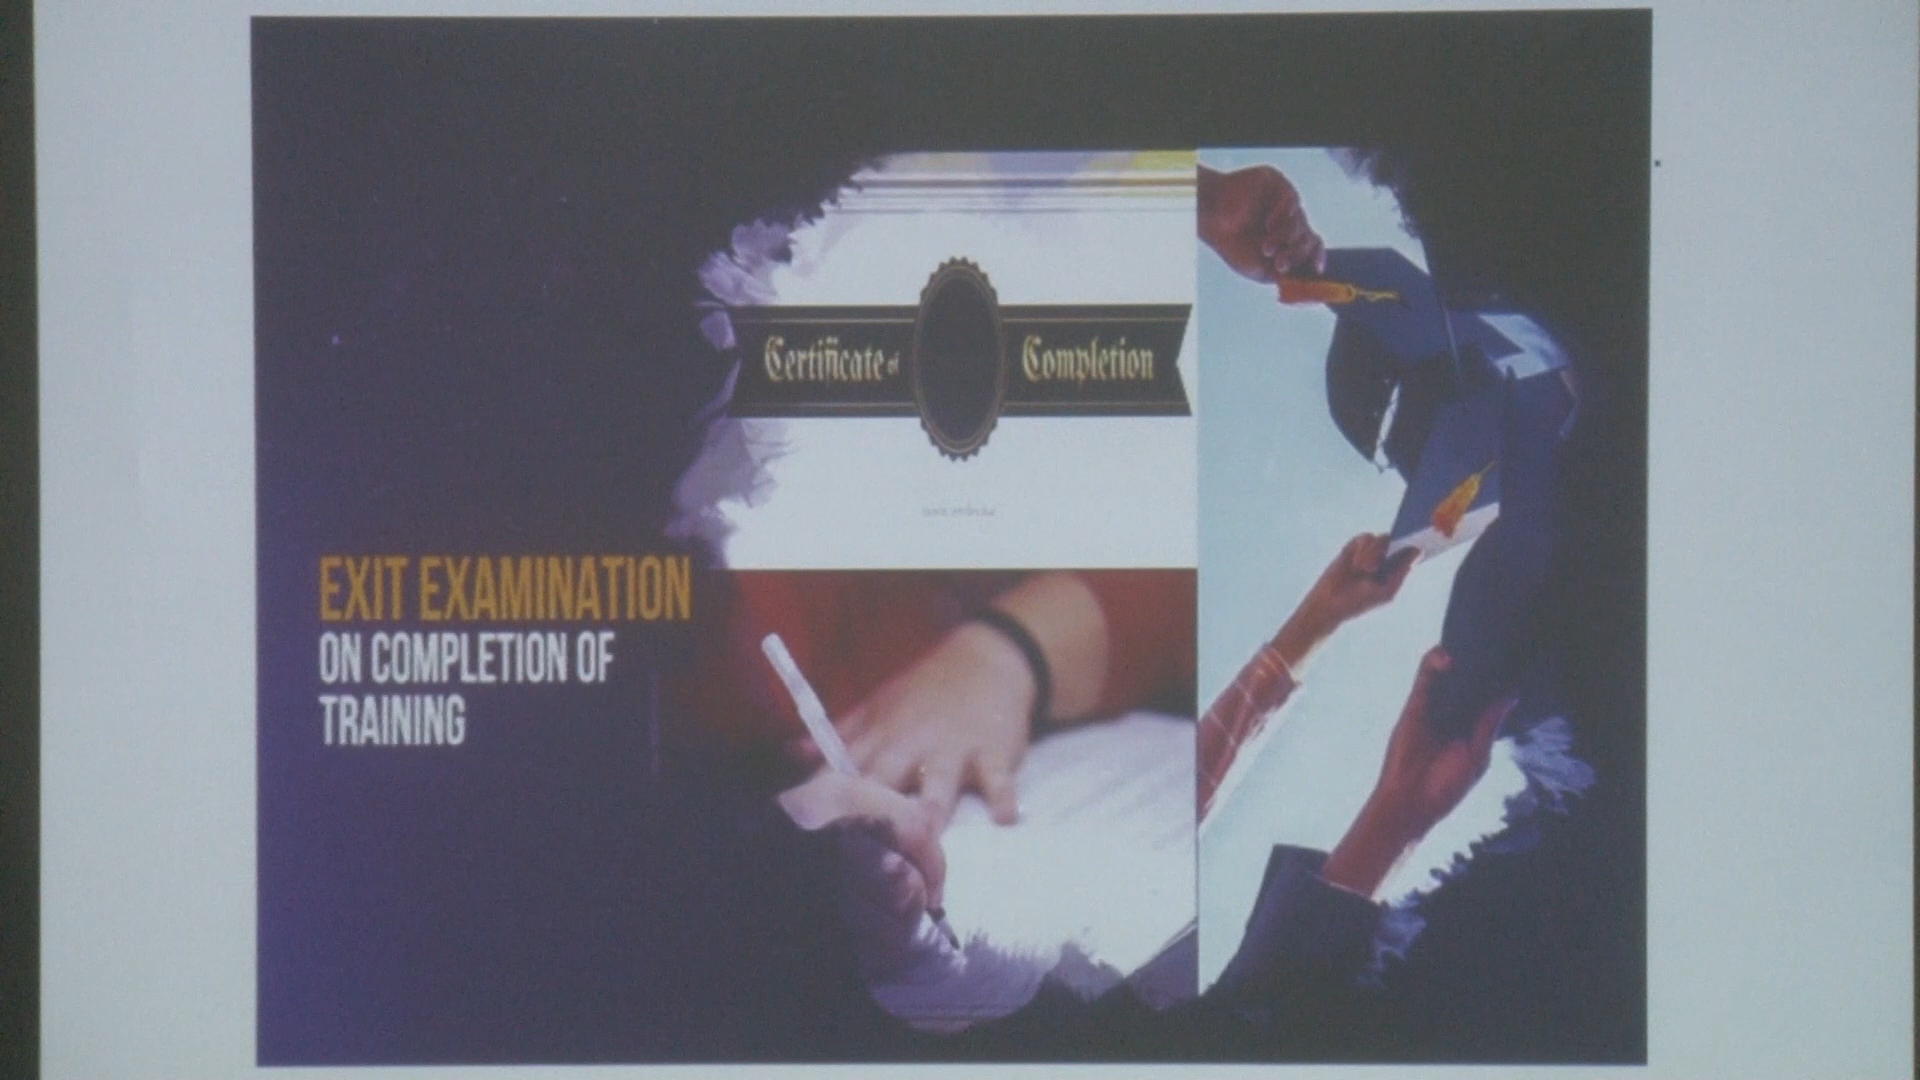 Certificate of Completion
EXIT EXAMINATION
ON COMPLETION OF
TRAINING